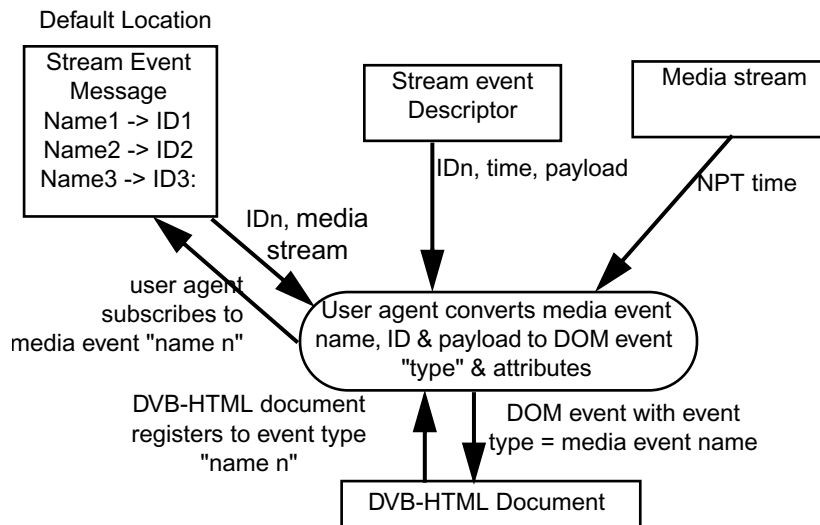 Default Location
Stream Event
Message
Name1 -> ID1
Name2 -> ID2
Name3 -> ID3:
Stream event
Descriptor
Media stream
IDn, time, payload
NPT time
IDn, media
stream
user agent
subscribes to
media event "name n"
User agent converts media event
name, ID & payload to DOM event
"type" & attributes
DVB-HTML document
registers to event type
"name n"
DOM event with event
type = media event name
DVB-HTML Document